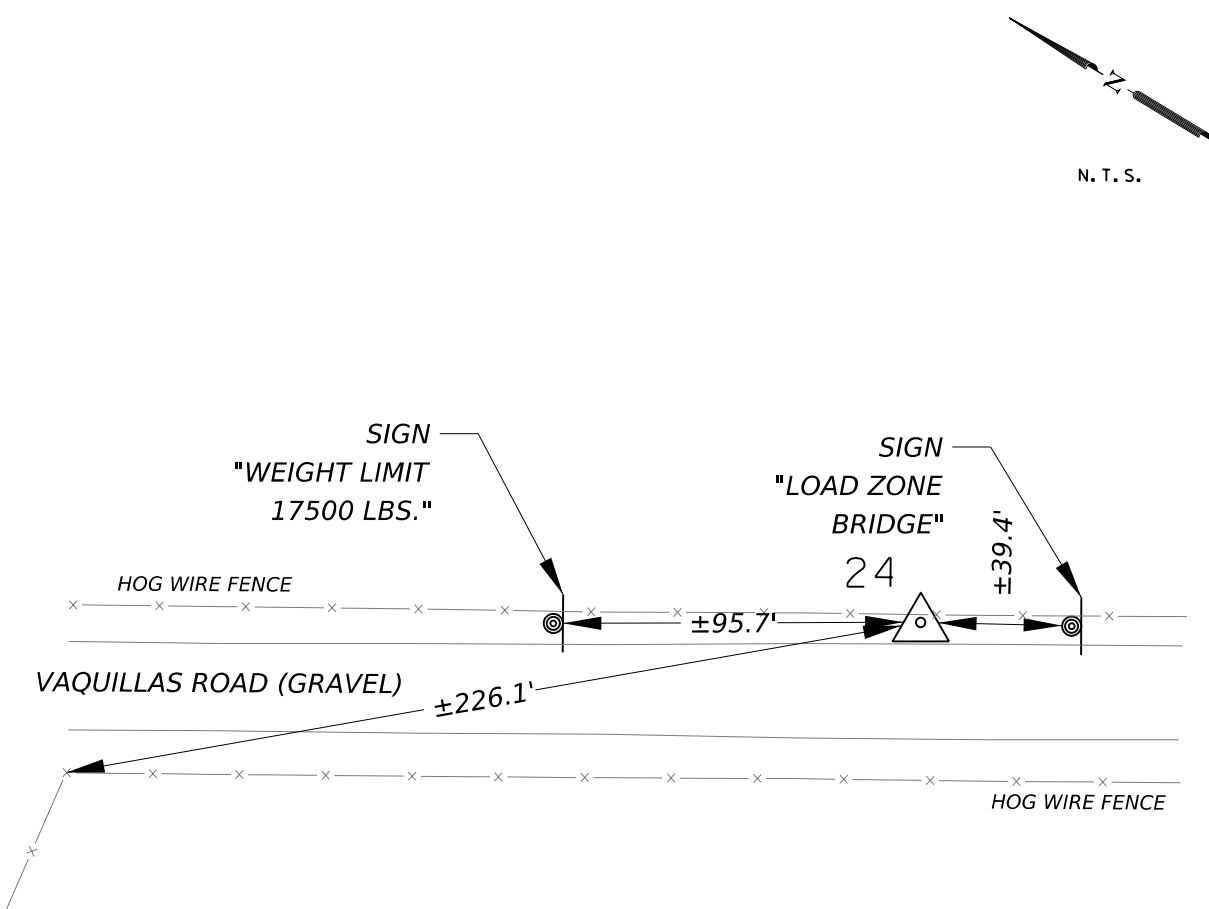 N
N.T.S.
SIGN
"WEIGHT LIMIT
17500 LBS."
SIGN
"LOAD ZONE
BRIDGE"
24
±39.4'
HOG WIRE FENCE
±95.7'
VAQUILLAS ROAD (GRAVEL)
±226.1'
HOG WIRE FENCE